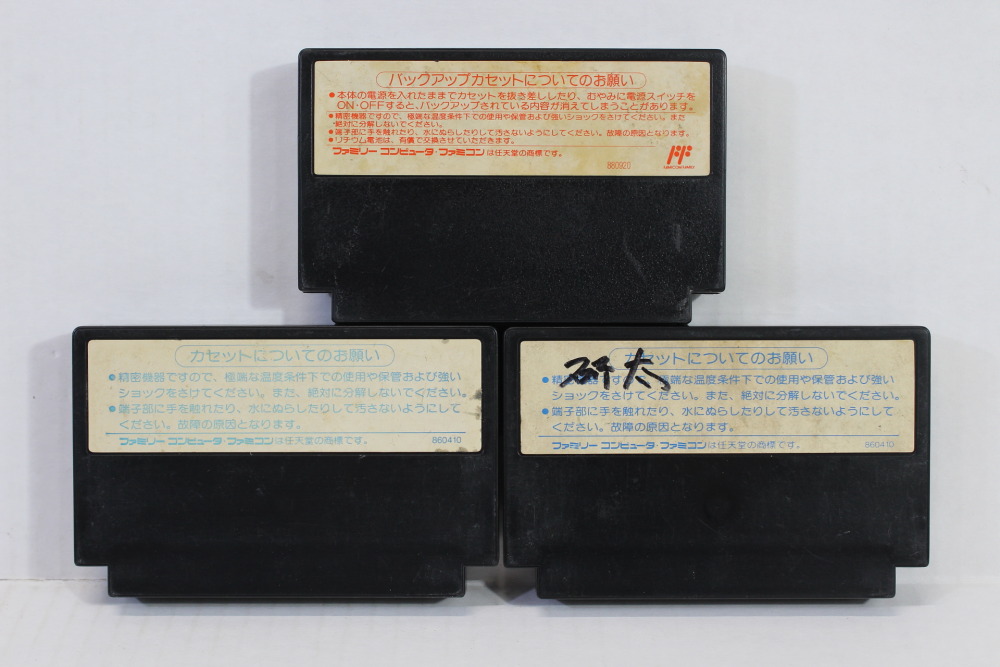 バックアップカセットについてのお願い
●本体の電源を入れたままでカセットを抜き差ししたり、むやみに電源スイッチを
ON・OFFすると、バックアップされている内容が消えてしまうことがあります。
●精密機器ですので、極端な温度条件下での使用や保管および強いショックをさけてください。また
絶対に分解しないでください。
●端子部に手を触れたり、水にぬらしたりして汚さないようにしてください。故障の原因となります。
●リチウム電池は、有償で交換させていただきます。
ファミリーコンピュータ・ファミコンは任天堂の商標です。
880920
カセットについてのお願い
●精密機器ですので、極端な温度条件下での使用や保管および強い
ショックをさけてください。また、絶対に分解しないでください。
●端子部に手を触れたり、水にぬらしたりして汚さないようにして
ください。故障の原因となります。
ファミリーコンピュータ・ファミコンは任天堂の商標です。
860410
カセットについてのお願い
研太
●精密機器ですので、極端な温度条件下での使用や保管および強い
ショックをさけてください。また、絶対に分解しないでください。
●端子部に手を触れたり、水にぬらしたりして汚さないようにして
ください。故障の原因となります。
ファミリーコンピュータ・ファミコンは任天堂の商標です。
860410